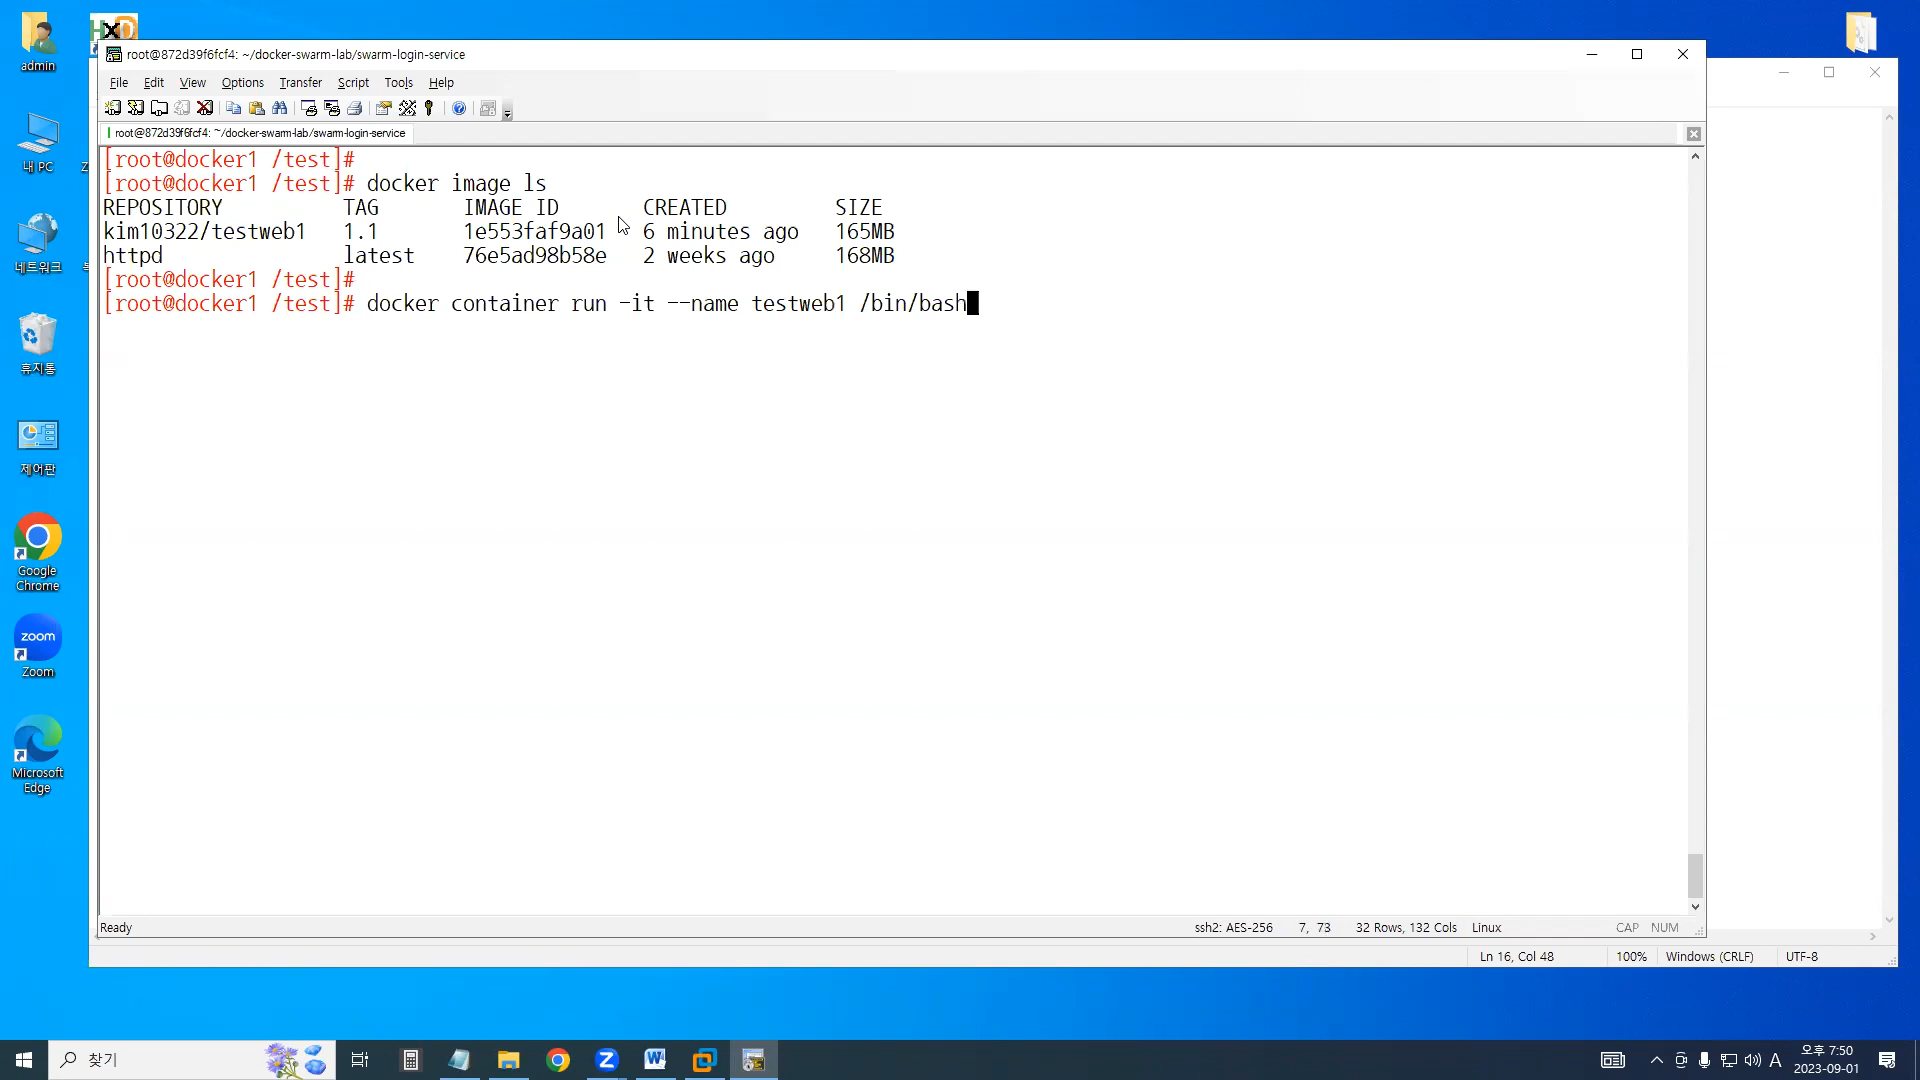 admin
root@872d39f6fcf4: ~/docker-swarm-lab/swarm-login-service
File Edit View Options Transfer Script Tools Help
root@872d39f6fcf4: ~/docker-swarm-lab/swarm-login-service
[root@docker1 /test]#
[root@docker1 /test]# docker image ls
REPOSITORY TAG IMAGE ID CREATED SIZE
kim10322/testweb1 1.1 1e553faf9a01 6 minutes ago 165MB
httpd latest 76e5ad98b58e 2 weeks ago 168MB
[root@docker1 /test]#
[root@docker1 /test]# docker container run -it --name testweb1 /bin/bash
내 PC
네트워크
휴지통
제어판
Google
Chrome
zoom
Zoom
Microsoft
Edge
Ready ssh2: AES-256 7, 73 32 Rows, 132 Cols Linux CAP NUM
Ln 16, Col 48 100% Windows (CRLF) UTF-8
찾기
A
오후 7:50
2023-09-01